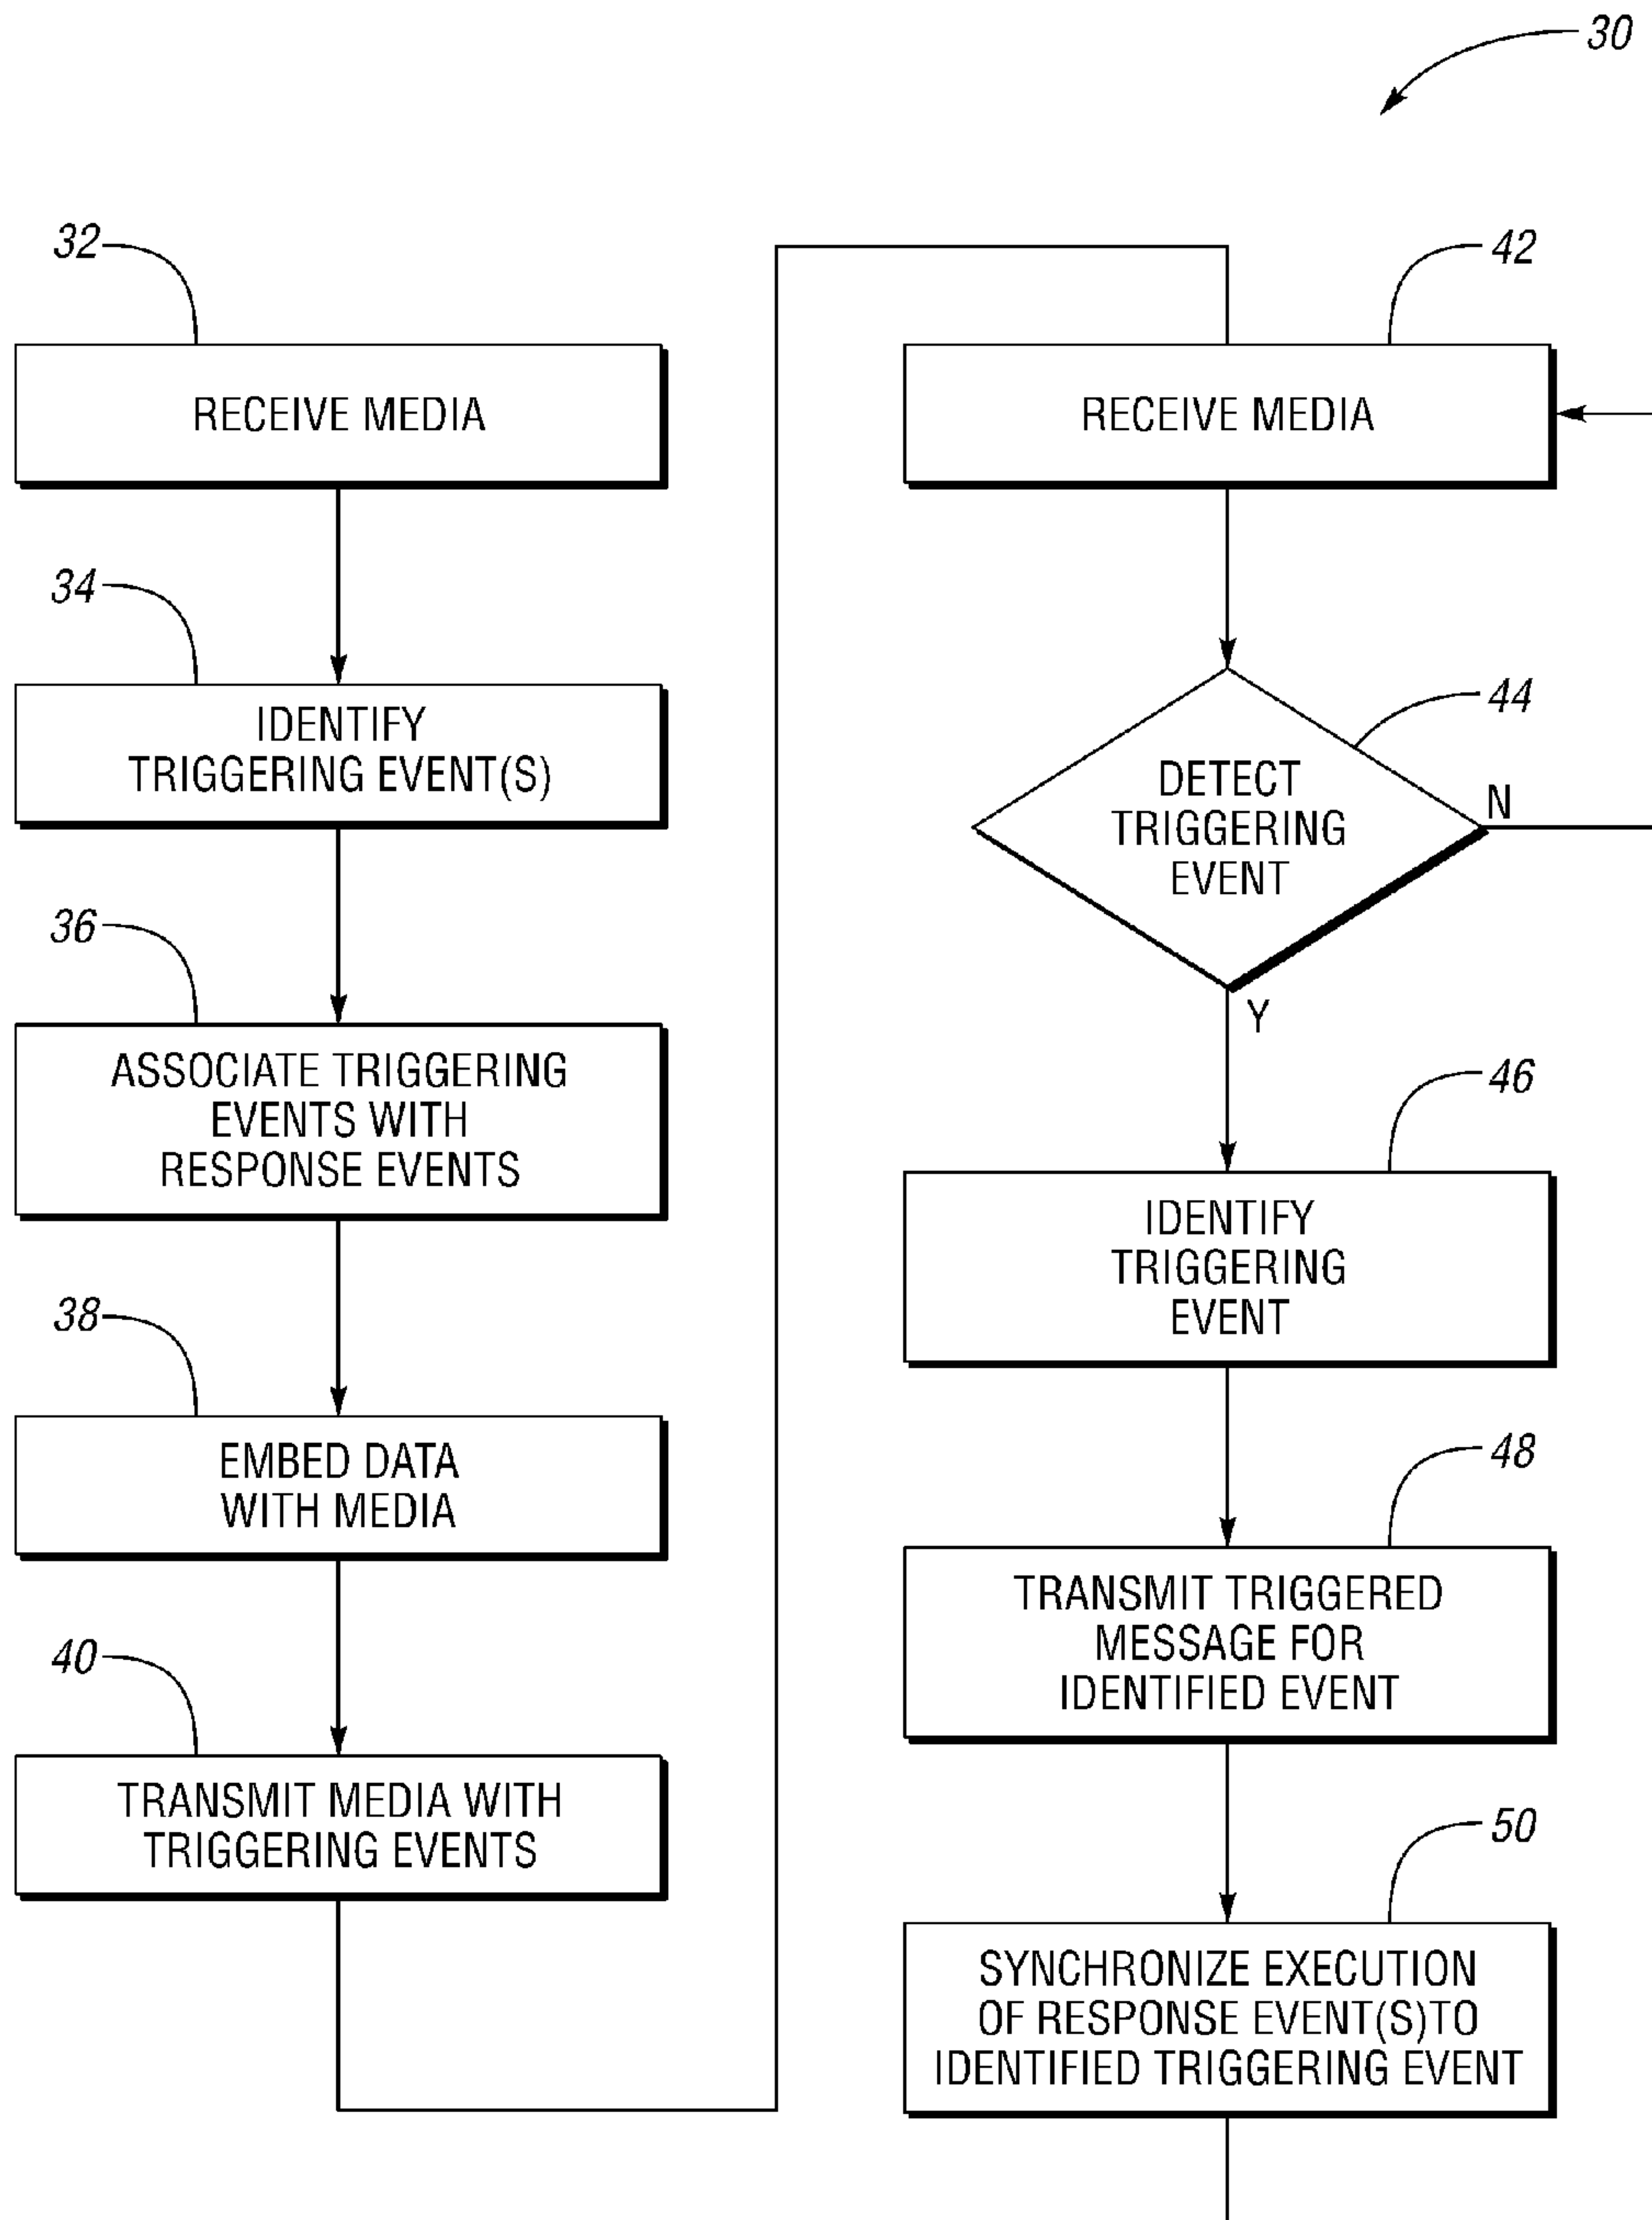 30
32
RECEIVE MEDIA
34
IDENTIFY
TRIGGERING EVENT(S)
36
ASSOCIATE TRIGGERING
EVENTS WITH
RESPONSE EVENTS
38
EMBED DATA
WITH MEDIA
40
TRANSMIT MEDIA WITH
TRIGGERING EVENTS
42
RECEIVE MEDIA
44
DETECT
TRIGGERING
EVENT
N
Y
46
IDENTIFY
TRIGGERING
EVENT
48
TRANSMIT TRIGGERED
MESSAGE FOR
IDENTIFIED EVENT
50
SYNCHRONIZE EXECUTION
OF RESPONSE EVENT(S)TO
IDENTIFIED TRIGGERING EVENT